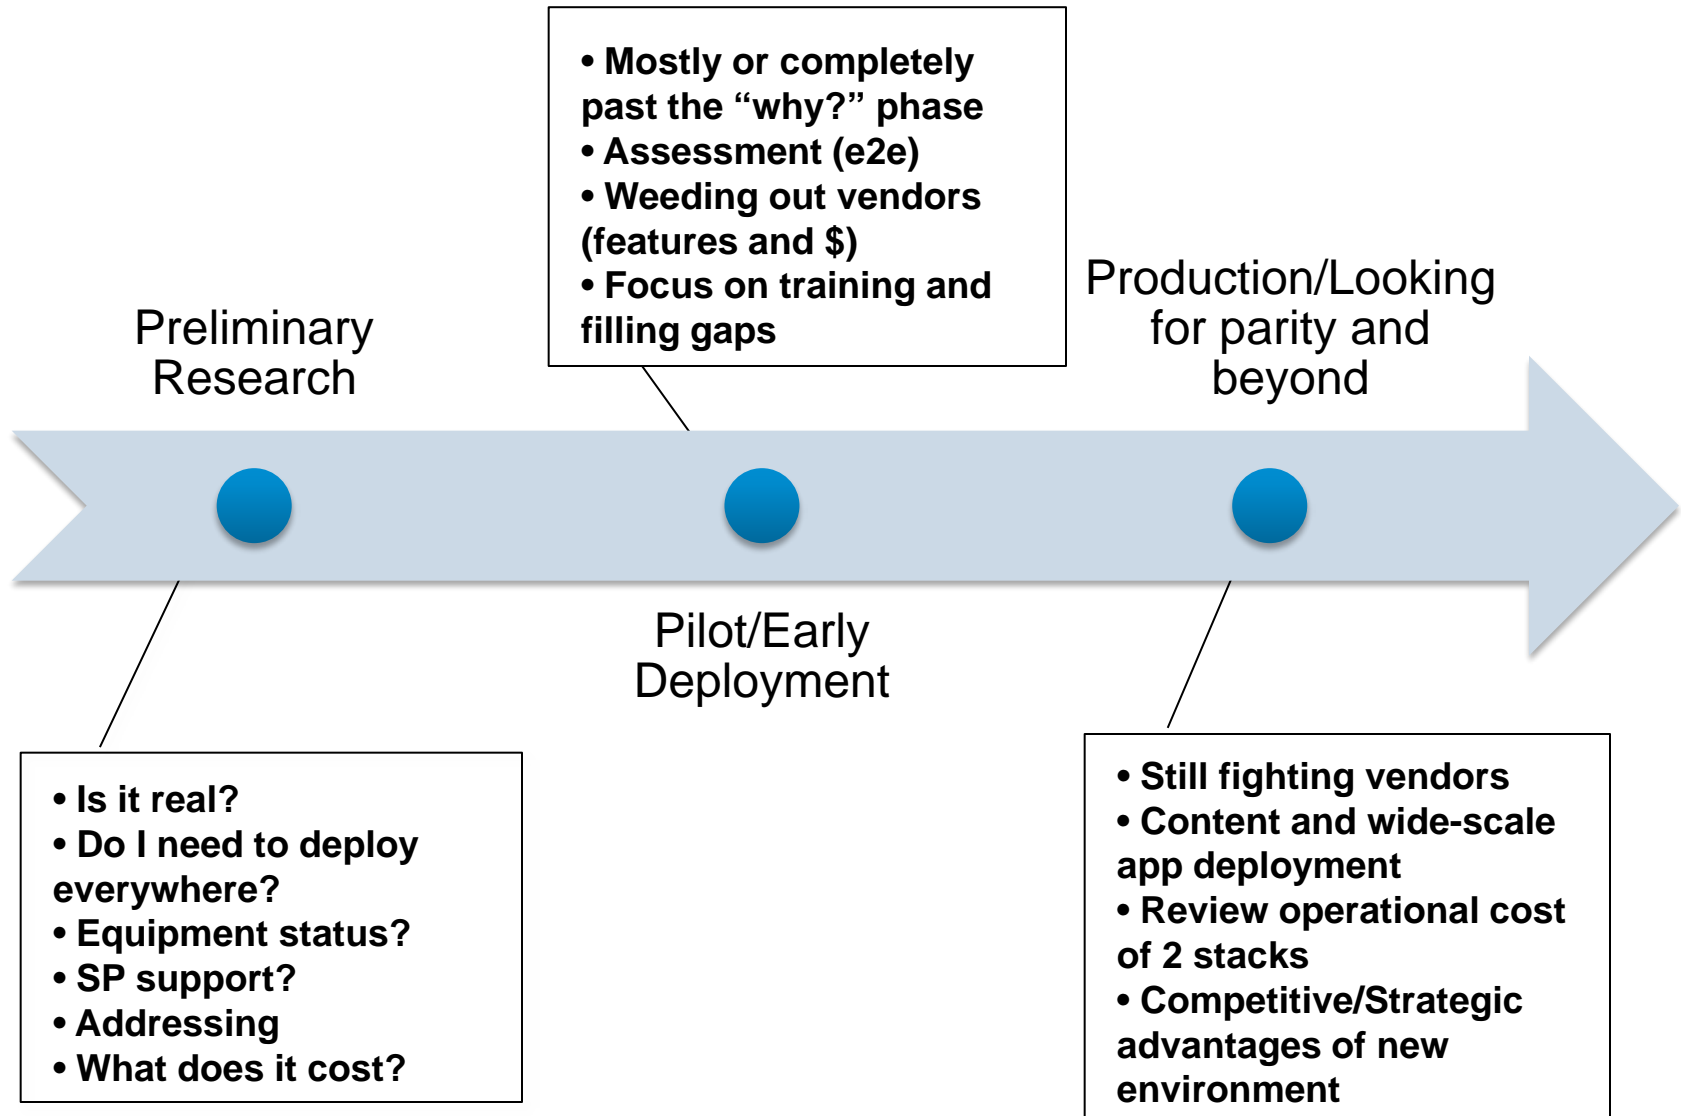 • Mostly or completely
past the “why?” phase
• Assessment (e2e)
• Weeding out vendors
(features and $)
• Focus on training and
filling gaps
Preliminary
Research
Production/Looking
for parity and
beyond
Pilot/Early
Deployment
• Is it real?
• Do I need to deploy
everywhere?
• Equipment status?
• SP support?
• Addressing
• What does it cost?
• Still fighting vendors
• Content and wide-scale
app deployment
• Review operational cost
of 2 stacks
• Competitive/Strategic
advantages of new
environment